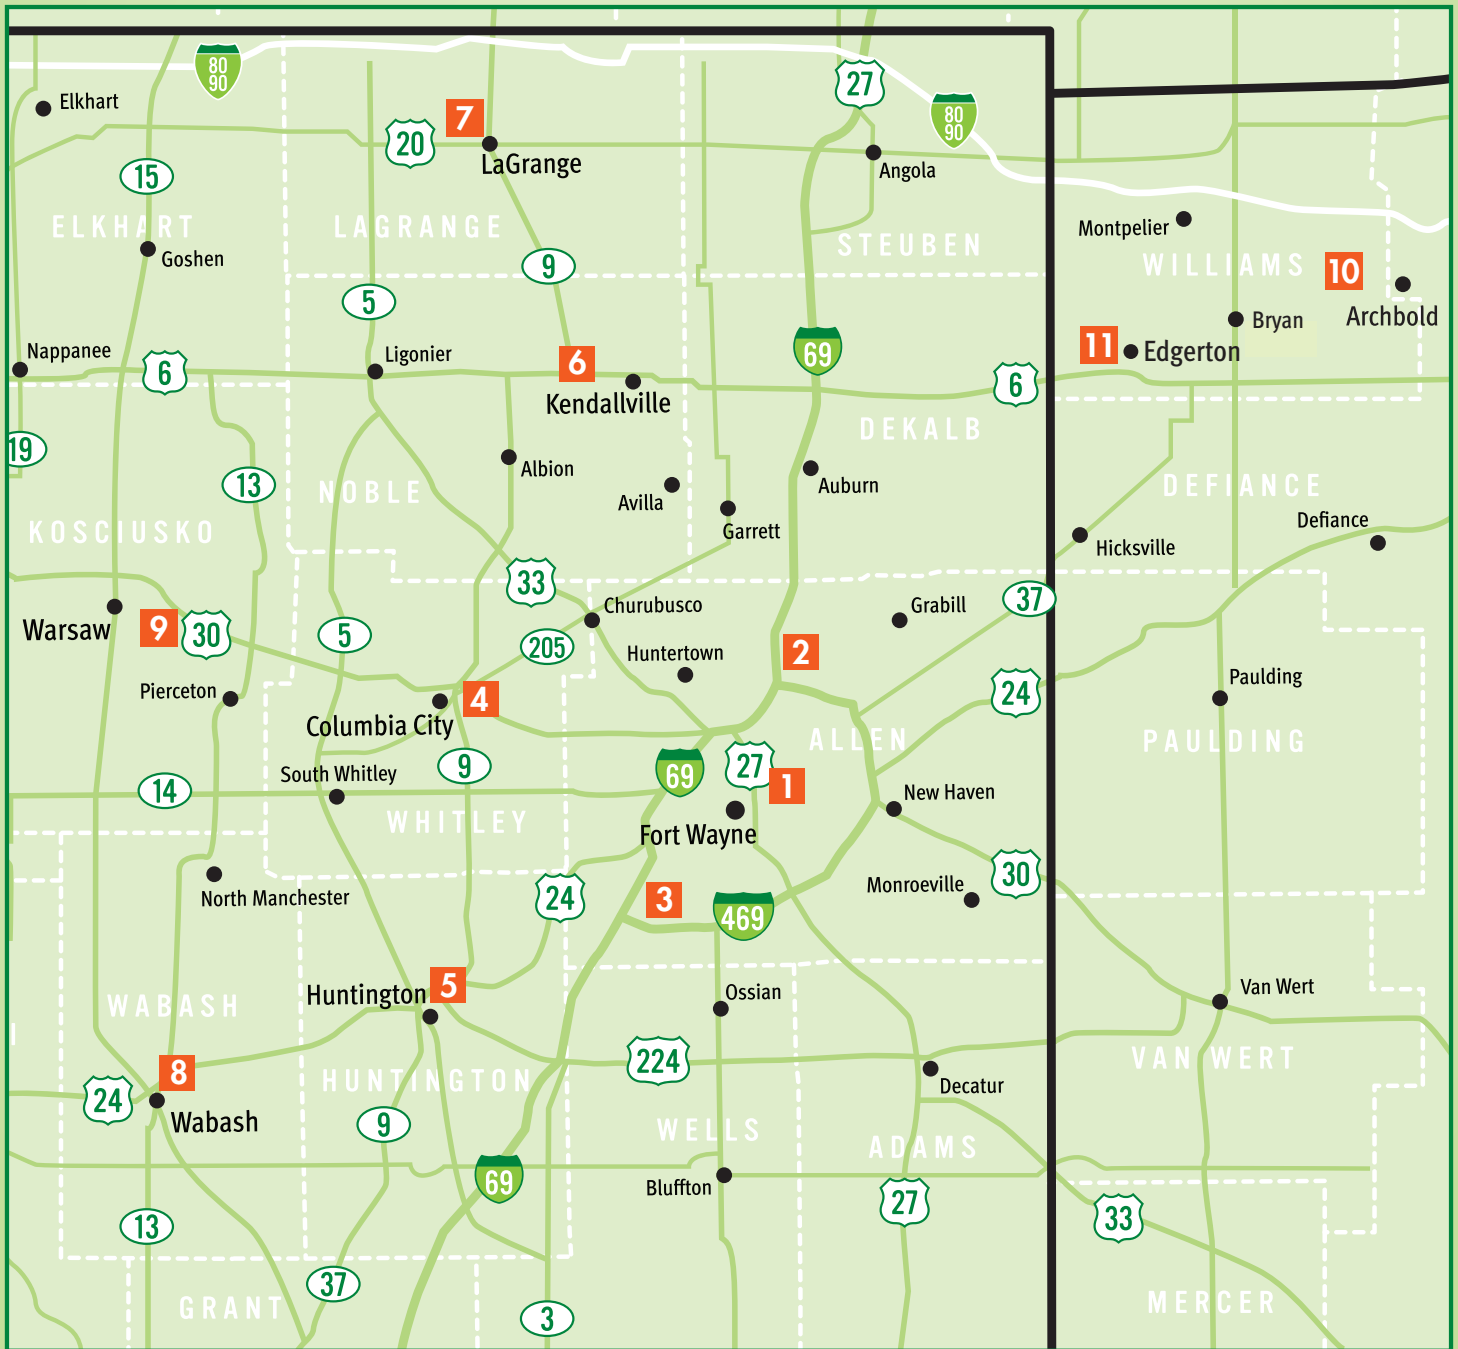 80
90
27
80
90
Elkhart
7
20
LaGrange
Angola
15
ELKHART
LAGRANGE
STEUBEN
Goshen
9
5
Montpelier
WILLIAMS
10
Archbold
Bryan
11
Edgerton
Nappanee
6
Ligonier
6
Kendallville
69
6
DEKALB
19
13
NOBLE
Albion
Avilla
Auburn
Garrett
KOSCIUSKO
DEFIANCE
Defiance
Hicksville
33
Churubusco
Grabill
37
Warsaw
9
30
5
205
Huntertown
2
Pierceton
4
Columbia City
24
Paulding
ALLEN
PAULDING
South Whitley
9
69
27
1
14
New Haven
WHITLEY
Fort Wayne
North Manchester
24
3
469
Monroeville
30
Huntington
5
Ossian
Van Wert
WABASH
224
8
24
Wabash
HUNTINGTON
Decatur
VAN WERT
9
WELLS
ADAMS
69
Bluffton
27
13
33
37
GRANT
3
MERCER